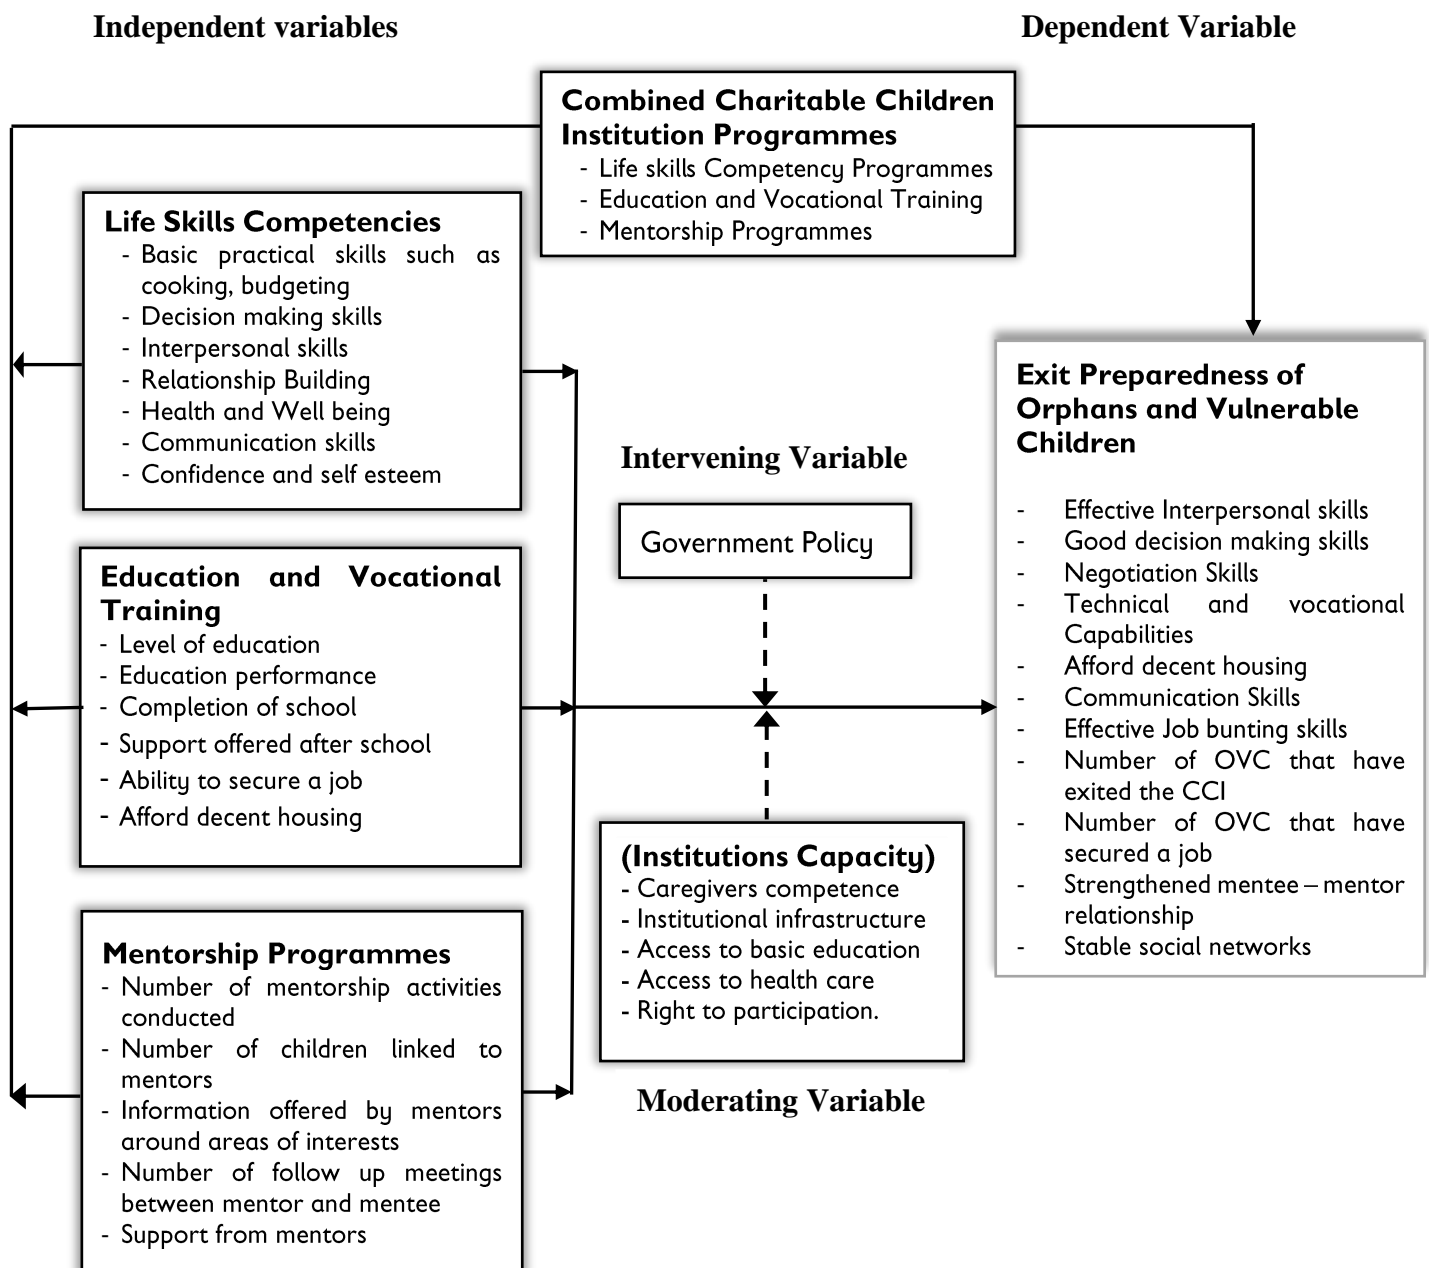 Independent variables
Dependent Variable
Combined Charitable Children
Institution Programmes
- Life skills Competency Programmes
- Education and Vocational Training
- Mentorship Programmes
Life Skills Competencies
- Basic practical skills such as
cooking, budgeting
- Decision making skills
- Interpersonal skills
- Relationship Building
- Health and Well being
- Communication skills
- Confidence and self esteem
Education and Vocational
Training
- Level of education
- Education performance
- Completion of school
- Support offered after school
- Ability to secure a job
- Afford decent housing
Mentorship Programmes
- Number of mentorship activities
conducted
- Number of children linked to
mentors
- Information offered by mentors
around areas of interests
- Number of follow up meetings
between mentor and mentee
- Support from mentors
Intervening Variable
Government Policy
(Institutions Capacity)
- Caregivers competence
- Institutional infrastructure
- Access to basic education
- Access to health care
- Right to participation.
Moderating Variable
Exit Preparedness of
Orphans and Vulnerable
Children
- Effective Interpersonal skills
- Good decision making skills
- Negotiation Skills
- Technical and vocational
Capabilities
- Afford decent housing
- Communication Skills
- Effective Job bunting skills
- Number of OVC that have
exited the CCI
- Number of OVC that have
secured a job
- Strengthened mentee – mentor
relationship
- Stable social networks